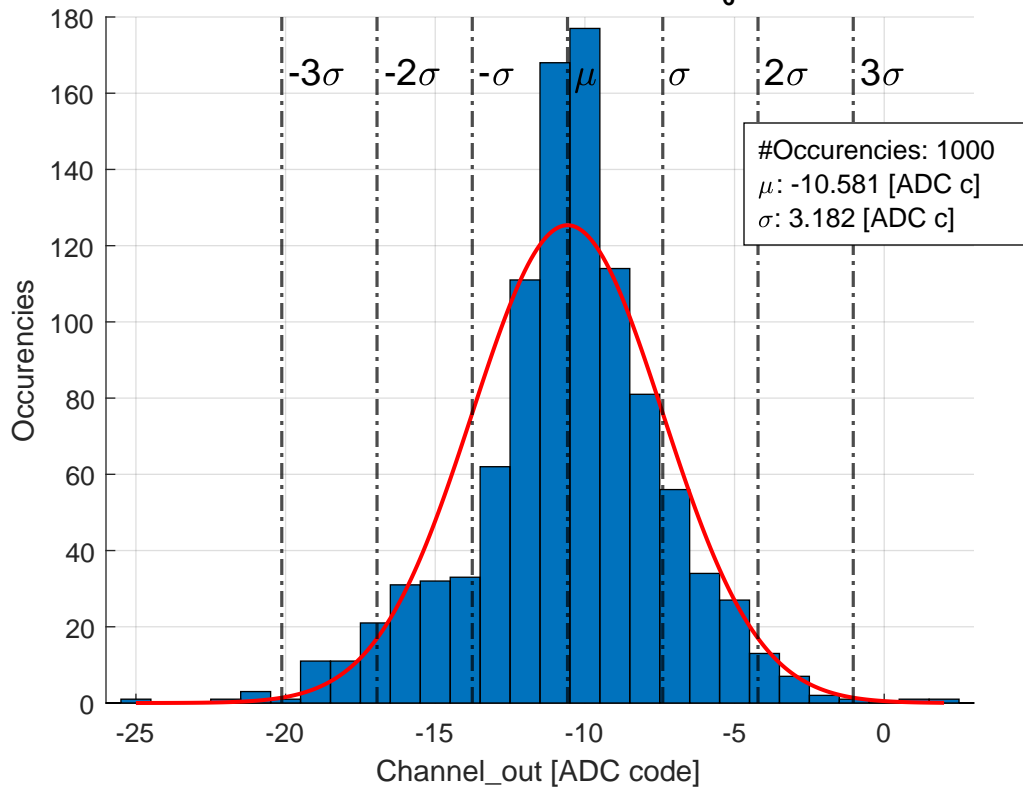 180
160
140
120
100
80
60
40
20
0
Occurencies
-3σ -2σ -σ μ σ 2σ 3σ
#Occurencies: 1000
μ: -10.581 [ADC c]
σ: 3.182 [ADC c]
-25 -20 -15 -10 -5 0
Channel_out [ADC code]